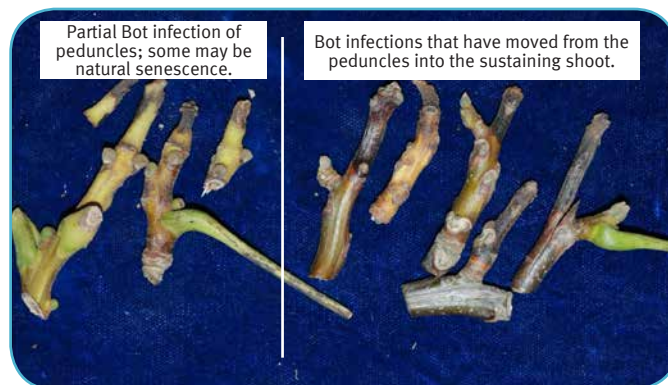 Partial Bot infection of
peduncles; some may be
natural senescence.
Bot infections that have moved from the
peduncles into the sustaining shoot.